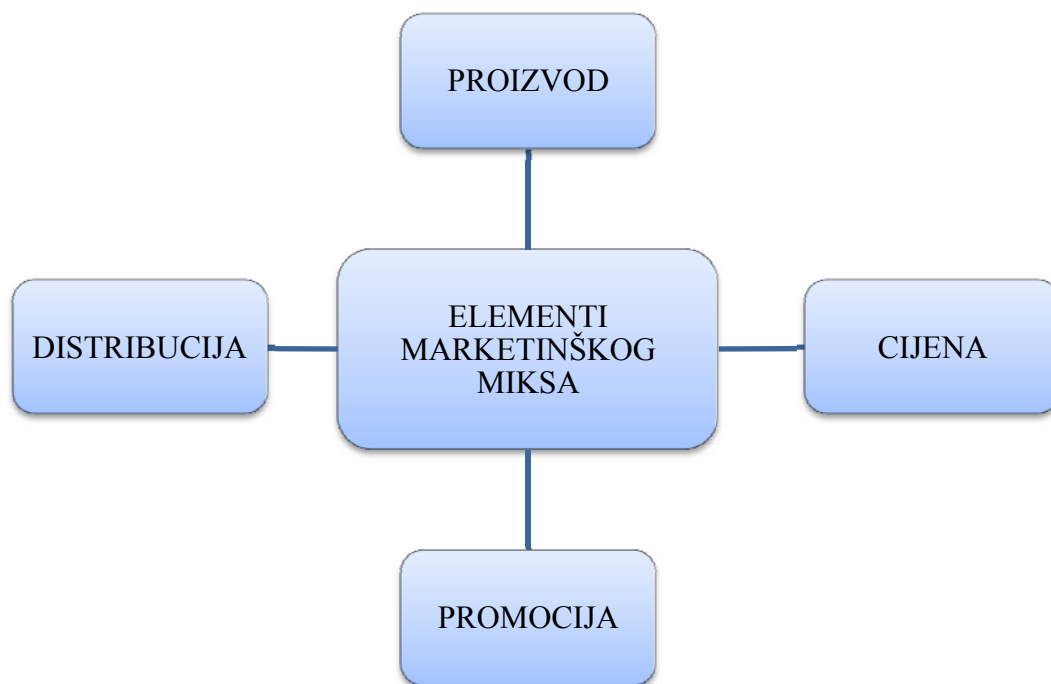 PROIZVOD
DISTRIBUCIJA
ELEMENTI
MARKETINŠKOG
MIKSA
CIJENA
PROMOCIJA